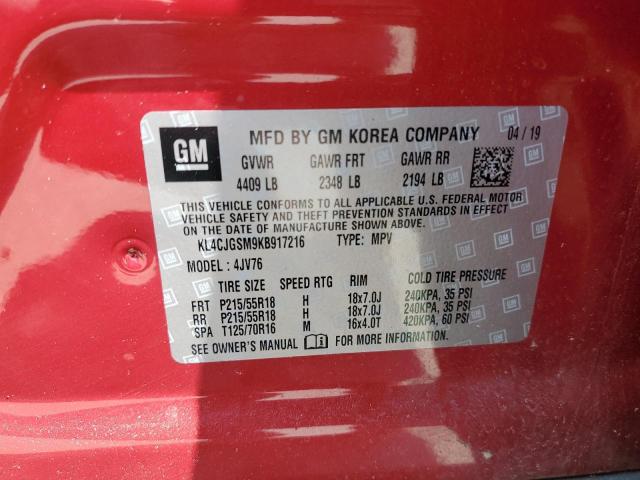 GM
MFD BY GM KOREA COMPANY 04 / 19
GVWR GAWR FRT GAWR RR
4409 LB 2348 LB 2194 LB
THIS VEHICLE CONFORMS TO ALL APPLICABLE U.S. FEDERAL MOTOR
VEHICLE SAFETY AND THEFT PREVENTION STANDARDS IN EFFECT
ON THE DATE OF MANUFACTURE SHOWN ABOVE.
KL4CJGSM9KB917216 TYPE: MPV
MODEL : 4JV76
TIRE SIZE SPEED RTG RIM COLD TIRE PRESSURE
FRT P215/55R18 H 18x7.0J 240KPA, 35 PSI
RR P215/55R18 H 18x7.0J 240KPA, 35 PSI
SPA T125/70R16 M 16x4.0T 420KPA, 60 PSI
SEE OWNER'S MANUAL FOR MORE INFORMATION.